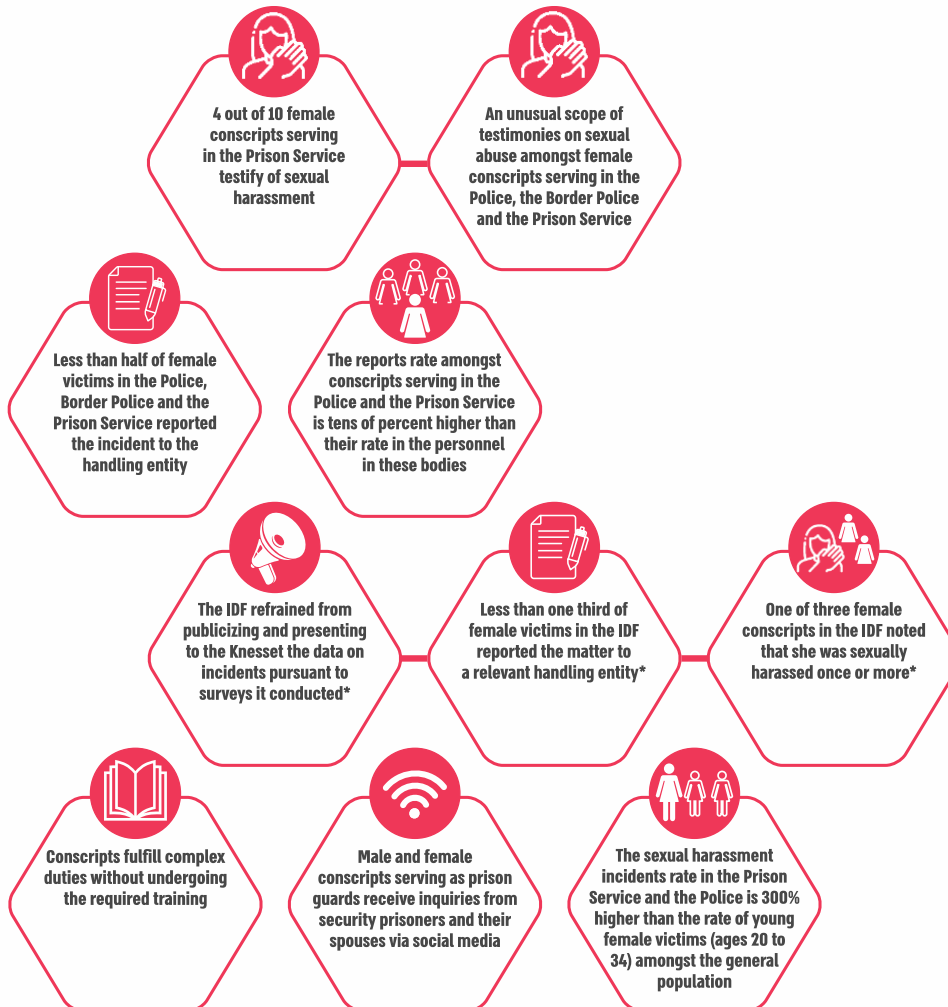 4 out of 10 female
conscripts serving
in the Prison Service
testify of sexual
harassment
An unusual scope of
testimonies on sexual
abuse amongst female
conscripts serving in the
Police, the Border Police
and the Prison Service
Less than half of female
victims in the Police,
Border Police and the
Prison Service reported
the incident to the
handling entity
The reports rate amongst
conscripts serving in the
Police and the Prison Service
is tens of percent higher than
their rate in the personnel
in these bodies
The IDF refrained from
publicizing and presenting
to the Knesset the data on
incidents pursuant to
surveys it conducted*
Less than one third of
female victims in the IDF
reported the matter to
a relevant handling entity*
One of three female
conscripts in the IDF noted
that she was sexually
harassed once or more*
Conscripts fulfill complex
duties without undergoing
the required training
Male and female
conscripts serving as prison
guards receive inquiries from
security prisoners and their
spouses via social media
The sexual harassment
incidents rate in the Prison
Service and the Police is 300%
higher than the rate of young
female victims (ages 20 to
34) amongst the general
population